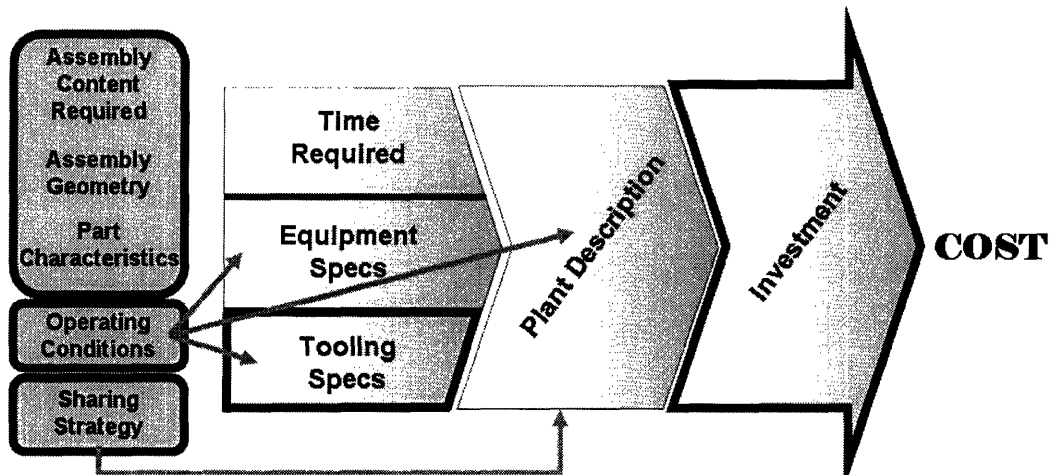 Assembly
Content
Required
Assembly
Geometry
Part
Characteristics
Operating
Conditions
Sharing
Strategy
Time
Required
Equipment
Specs
Tooling
Specs
Plant Description
Investment
COST